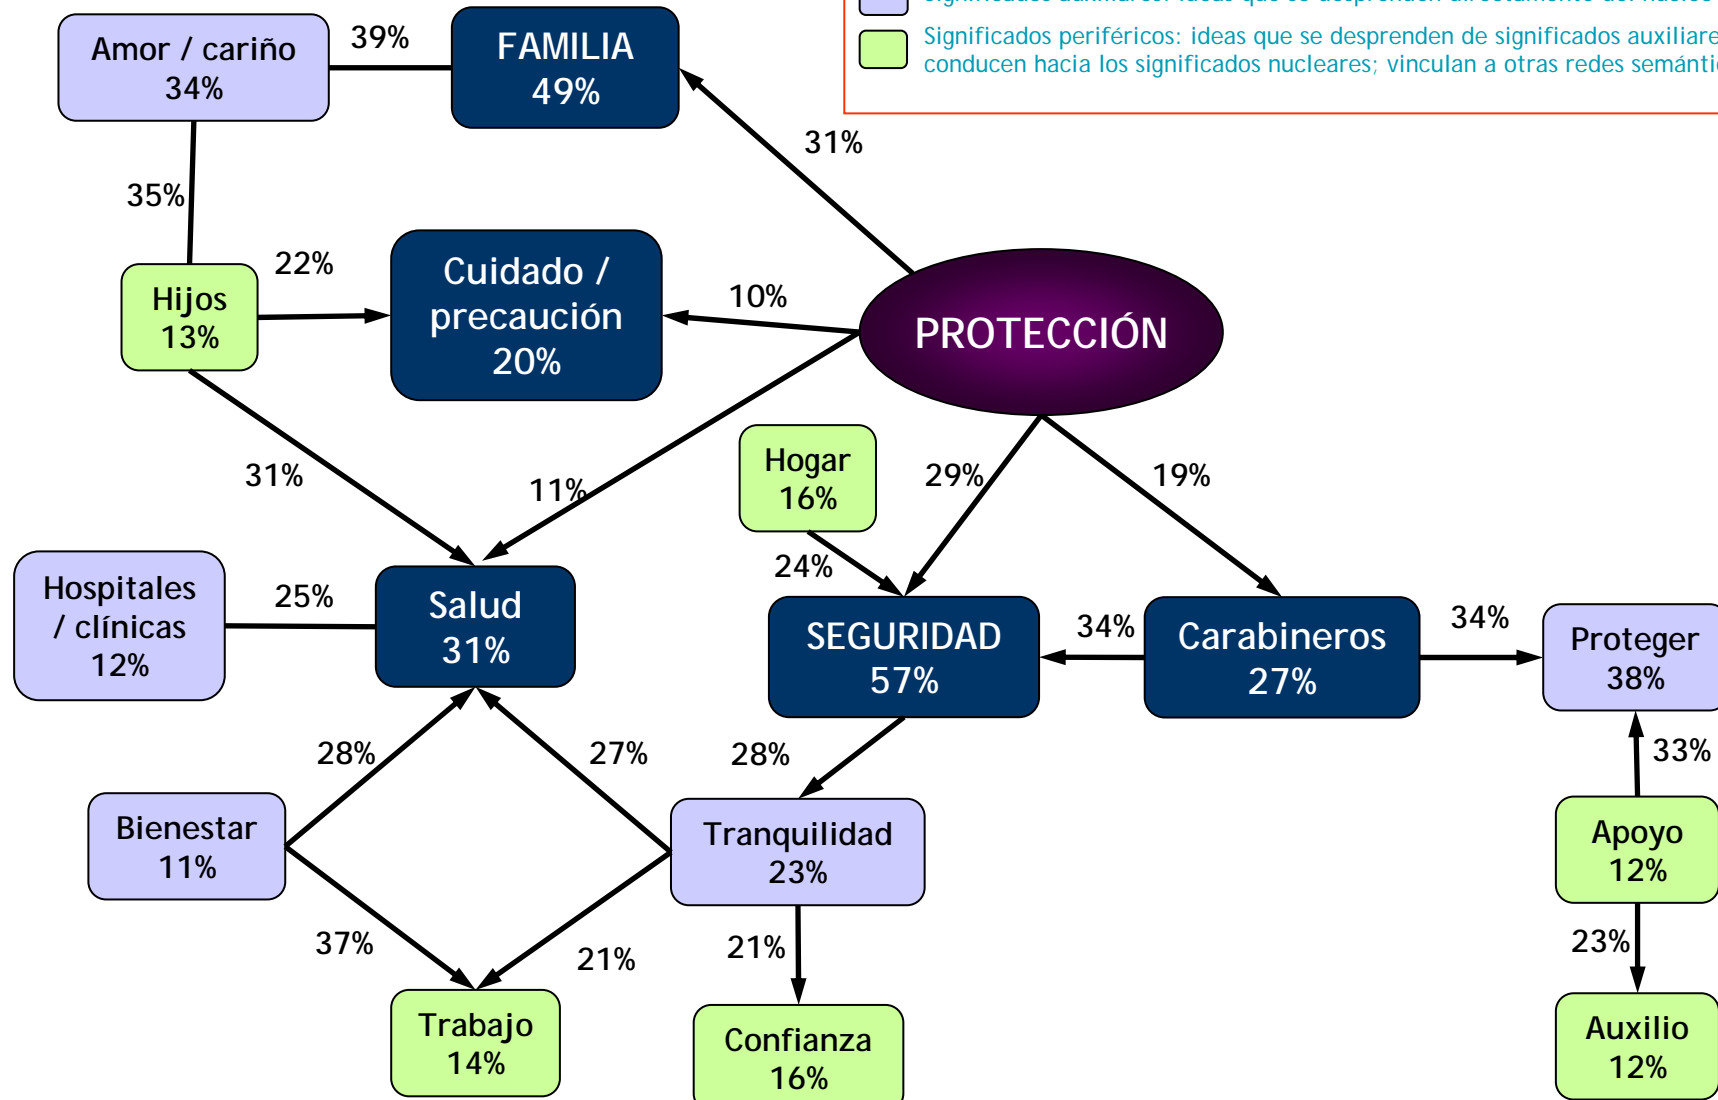 Significados periféricos: ideas que se desprenden de significados
conducen hacia los significados nucleares; vinculan a otras redes
Amor / cariño
34%
39%
FAMILIA
49%
31%
35%
Hijos
13%
22%
Cuidado /
precaución
20%
10%
PROTECCIÓN
31%
11%
Hogar
16%
29%
19%
24%
Hospitales
/ clínicas
12%
25%
Salud
31%
SEGURIDAD
57%
34%
Carabineros
27%
34%
Proteger
38%
28%
27%
28%
33%
Bienestar
11%
Tranquilidad
23%
Apoyo
12%
37%
21%
21%
23%
Trabajo
14%
Confianza
16%
Auxilio
12%